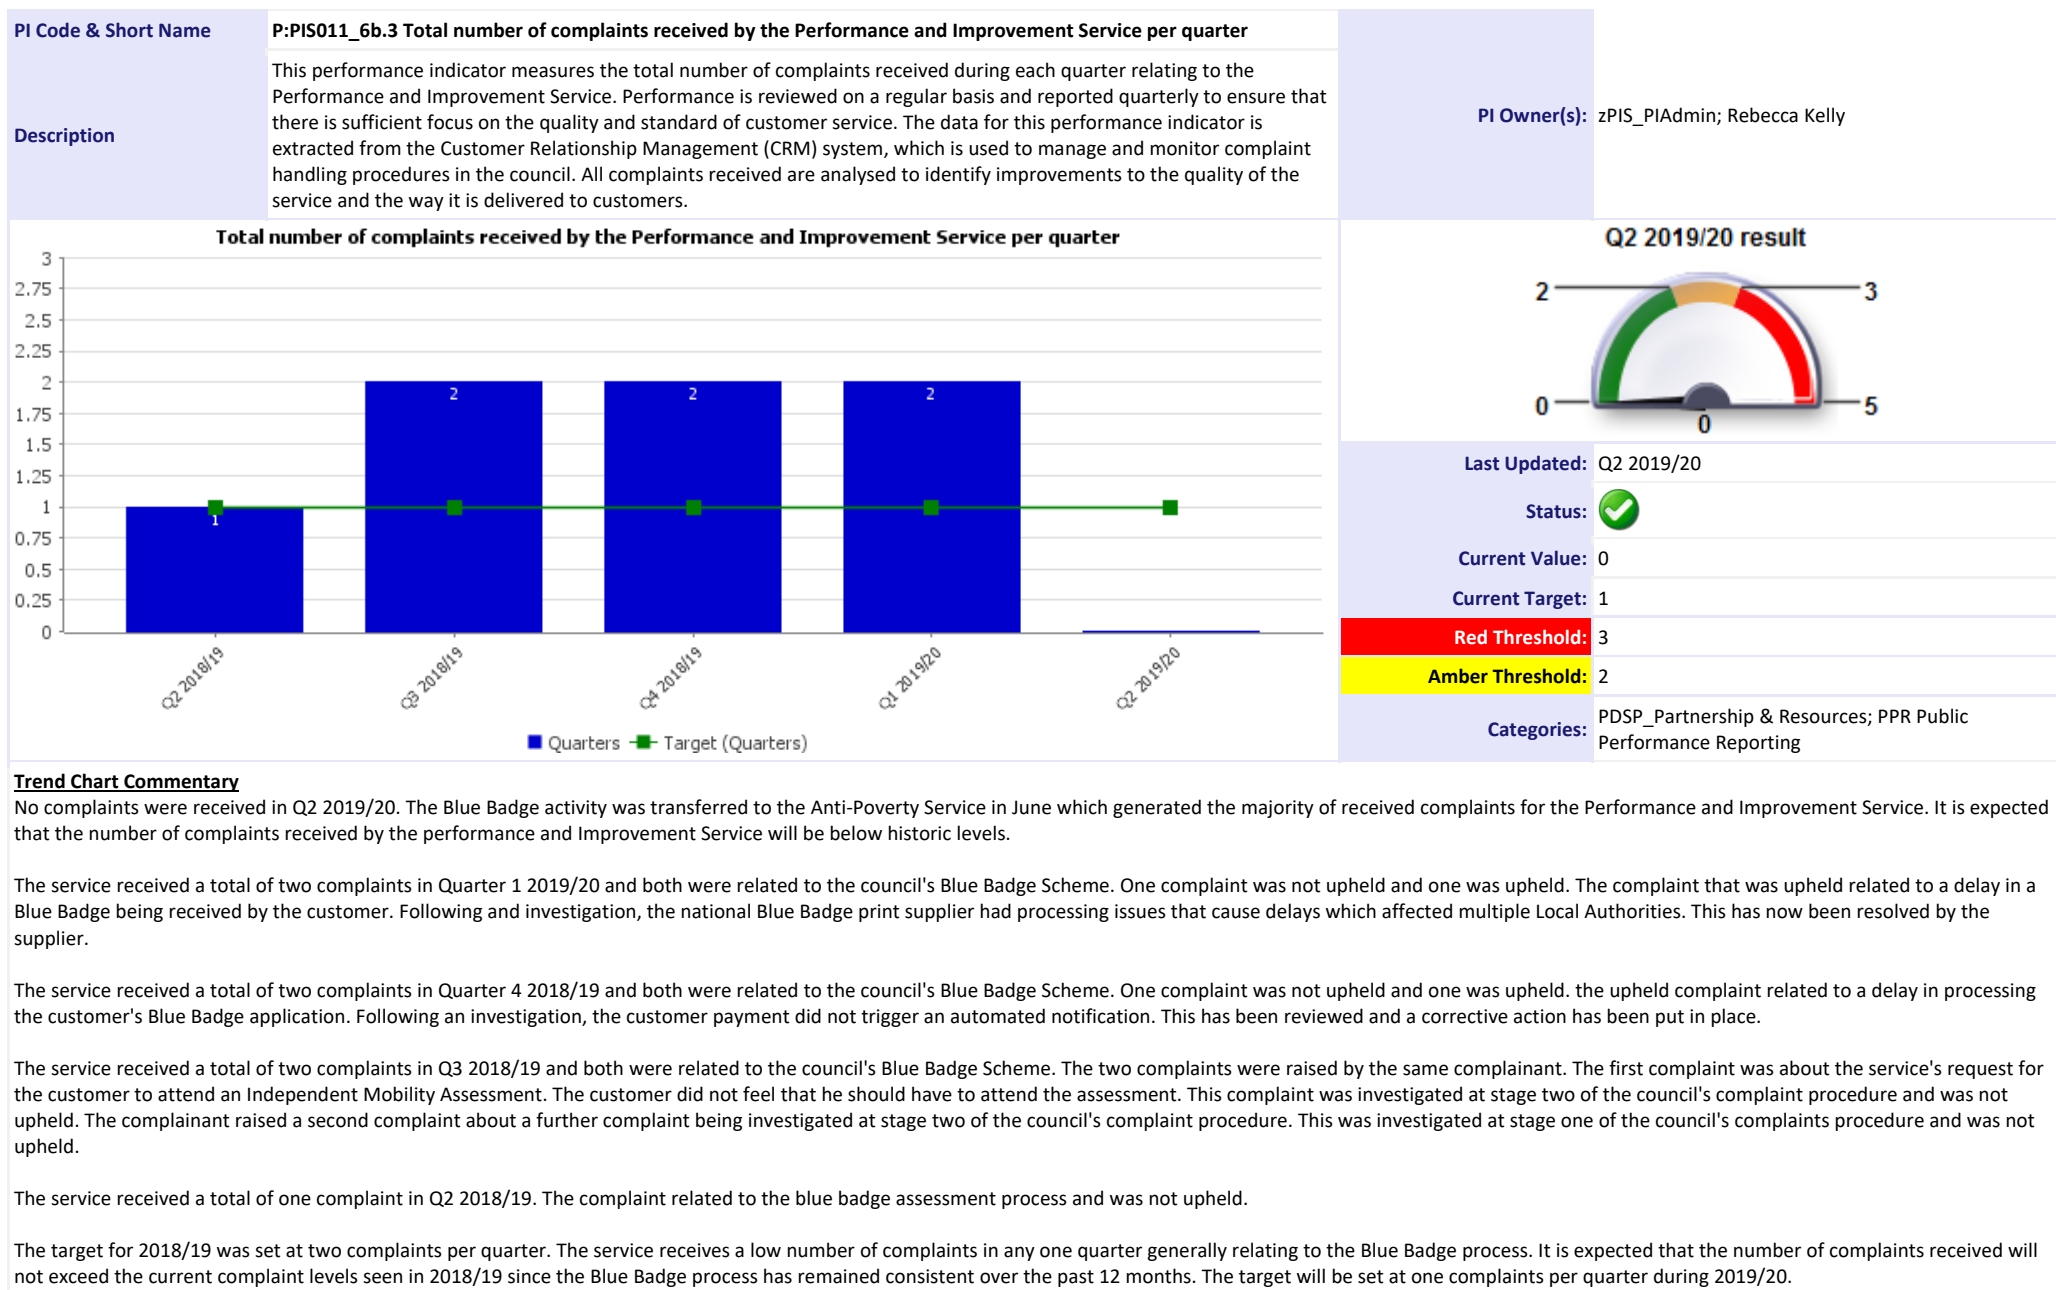 PI Code & Short Name
P:PIS011_6b.3 Total number of complaints received by the Performance and Improvement Service per quarter
Description
This performance indicator measures the total number of complaints received during each quarter relating to the
Performance and Improvement Service. Performance is reviewed on a regular basis and reported quarterly to ensure that
there is sufficient focus on the quality and standard of customer service. The data for this performance indicator is
extracted from the Customer Relationship Management (CRM) system, which is used to manage and monitor complaint
handling procedures in the council. All complaints received are analysed to identify improvements to the quality of the
service and the way it is delivered to customers.
PI Owner(s): zPIS_PIAdmin; Rebecca Kelly
Total number of complaints received by the Performance and Improvement Service per quarter
3
2.75
2.5
2.25
2
1.75
1.5
1.25
1
0.75
0.5
0.25
0
1
2
2
2
Q2 2018/19
Q3 2018/19
Q4 2018/19
Q1 2019/20
Q2 2019/20
Quarters
Target (Quarters)
Q2 2019/20 result
2
3
0
5
0
Last Updated: Q2 2019/20
Status:
Current Value: 0
Current Target: 1
Red Threshold: 3
Amber Threshold: 2
Categories:
PDSP_Partnership & Resources; PPR Public
Performance Reporting
Trend Chart Commentary
No complaints were received in Q2 2019/20. The Blue Badge activity was transferred to the Anti-Poverty Service in June which generated the majority of received complaints for the Performance and Improvement Service. It is expected
that the number of complaints received by the performance and Improvement Service will be below historic levels.
The service received a total of two complaints in Quarter 1 2019/20 and both were related to the council's Blue Badge Scheme. One complaint was not upheld and one was upheld. The complaint that was upheld related to a delay in a
Blue Badge being received by the customer. Following and investigation, the national Blue Badge print supplier had processing issues that cause delays which affected multiple Local Authorities. This has now been resolved by the
supplier.
The service received a total of two complaints in Quarter 4 2018/19 and both were related to the council's Blue Badge Scheme. One complaint was not upheld and one was upheld. the upheld complaint related to a delay in processing
the customer's Blue Badge application. Following an investigation, the customer payment did not trigger an automated notification. This has been reviewed and a corrective action has been put in place.
The service received a total of two complaints in Q3 2018/19 and both were related to the council's Blue Badge Scheme. The two complaints were raised by the same complainant. The first complaint was about the service's request for
the customer to attend an Independent Mobility Assessment. The customer did not feel that he should have to attend the assessment. This complaint was investigated at stage two of the council's complaint procedure and was not
upheld. The complainant raised a second complaint about a further complaint being investigated at stage two of the council's complaint procedure. This was investigated at stage one of the council's complaints procedure and was not
upheld.
The service received a total of one complaint in Q2 2018/19. The complaint related to the blue badge assessment process and was not upheld.
The target for 2018/19 was set at two complaints per quarter. The service receives a low number of complaints in any one quarter generally relating to the Blue Badge process. It is expected that the number of complaints received will
not exceed the current complaint levels seen in 2018/19 since the Blue Badge process has remained consistent over the past 12 months. The target will be set at one complaints per quarter during 2019/20.